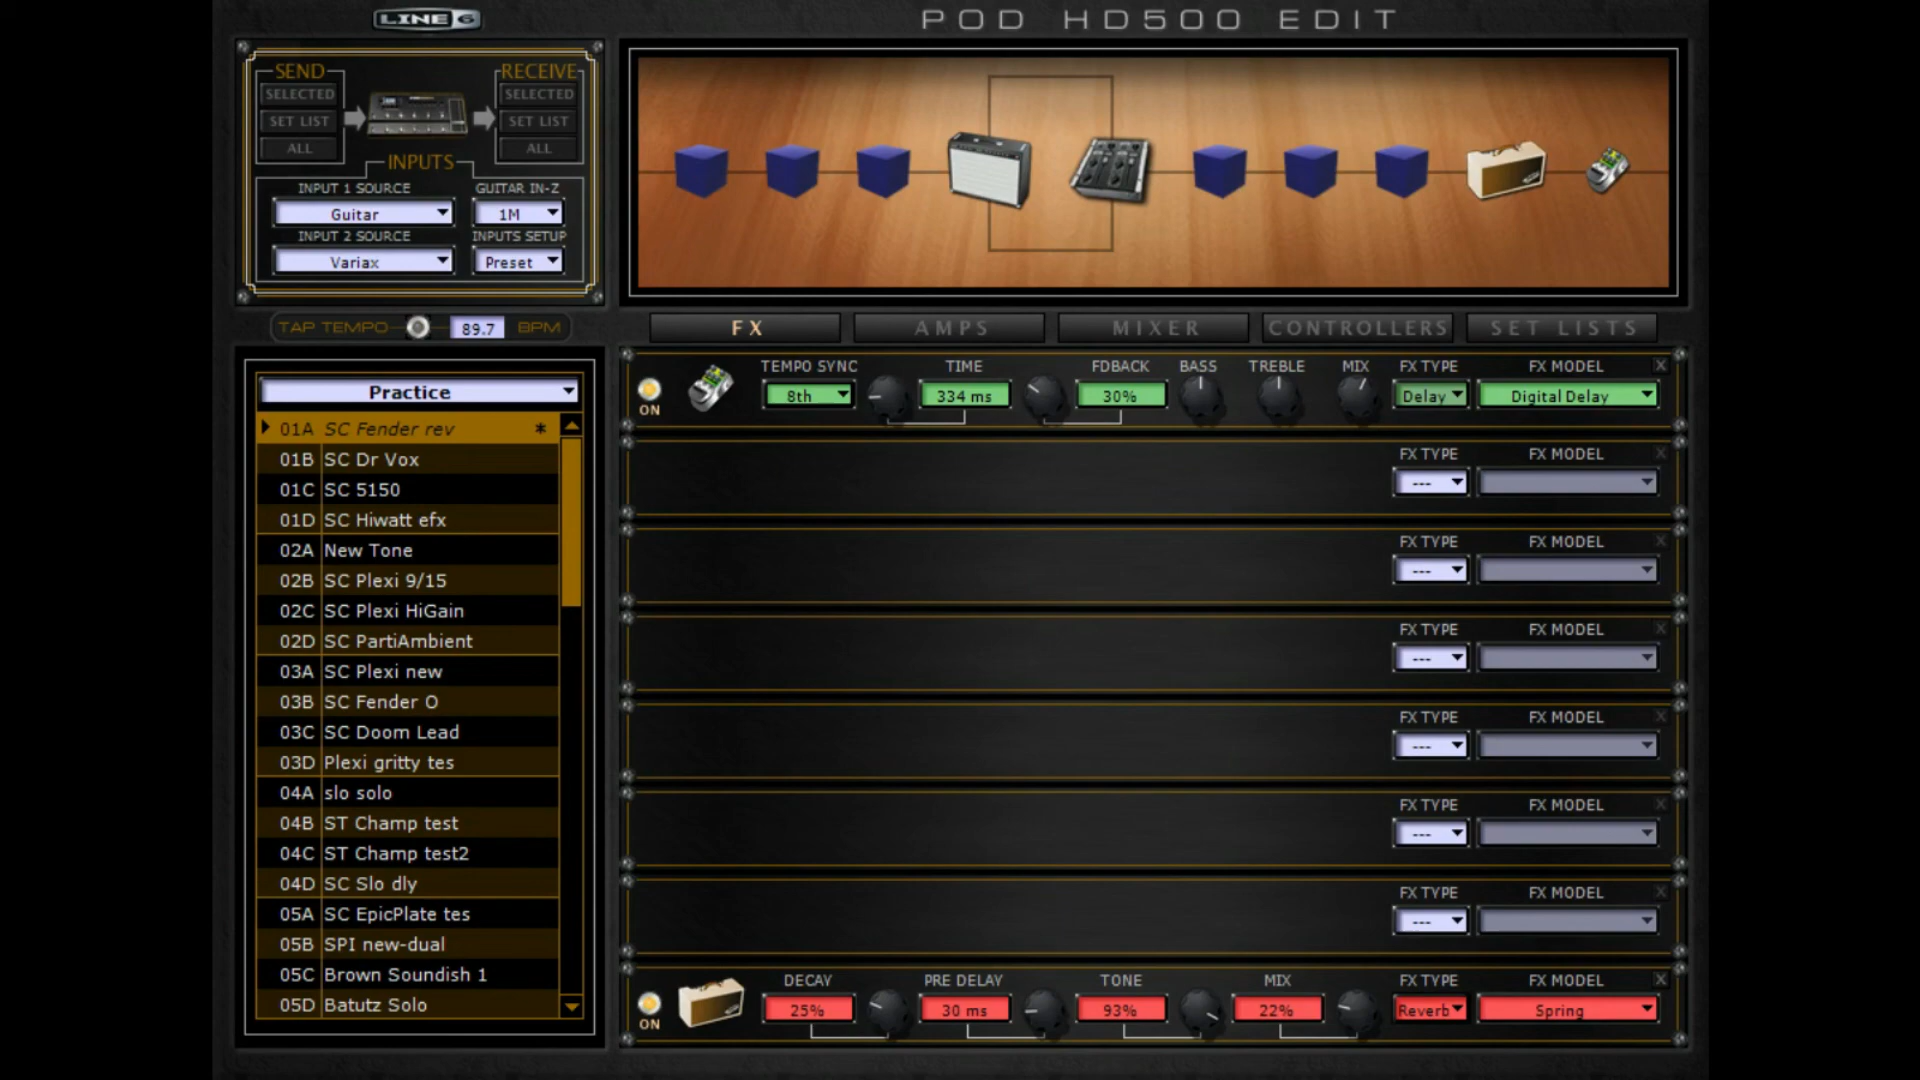 LINE 6
POD HD500 EDIT
SEND
RECEIVE
SELECTED
SELECTED
SET LIST
SET LIST
ALL
ALL
INPUTS
INPUT 1 SOURCE
GUITAR IN-Z
Guitar
1M
INPUT 2 SOURCE
INPUTS SETUP
Variax
Preset
TAP TEMPO 89.7 BPM
FX
AMPS
MIXER
CONTROLLERS
SET LISTS
Practice
01A SC Fender rev *
01B SC Dr Vox
01C SC 5150
01D SC Hiwatt efx
02A New Tone
02B SC Plexi 9/15
02C SC Plexi HiGain
02D SC PartiAmbient
03A SC Plexi new
03B SC Fender O
03C SC Doom Lead
03D Plexi gritty tes
04A slo solo
04B ST Champ test
04C ST Champ test2
04D SC Slo dly
05A SC EpicPlate tes
05B SPI new-dual
05C Brown Soundish 1
05D Batutz Solo
TEMPO SYNC TIME FDBACK BASS TREBLE MIX FX TYPE FX MODEL X
8th 334 ms 30% Delay Digital Delay
ON
FX TYPE FX MODEL X
---
FX TYPE FX MODEL X
---
FX TYPE FX MODEL X
---
FX TYPE FX MODEL X
---
FX TYPE FX MODEL X
---
FX TYPE FX MODEL X
---
DECAY PRE DELAY TONE MIX FX TYPE FX MODEL X
25% 30 ms 93% 22% Reverb Spring
ON